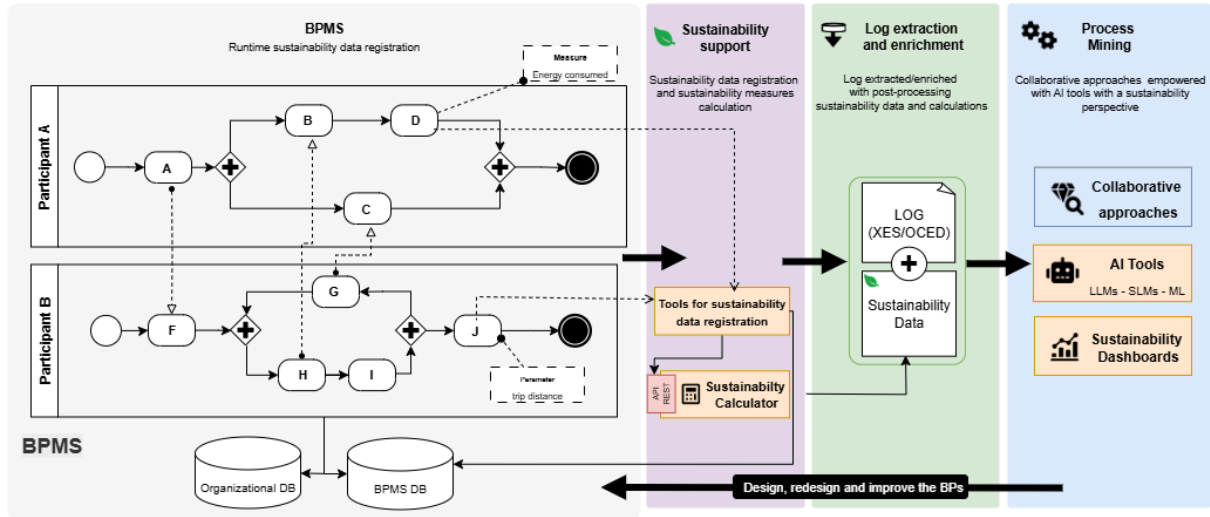 BPMS
Runtime sustainability data registration
Measure
Energy consumed
Participant A
A
B
D
C
Participant B
F
G
H
I
J
Parameter
trip distance
BPMS
Organizational DB
BPMS DB
Sustainability
support
Sustainability data registration
and sustainability measures
calculation
Tools for sustainability
data registration
API
REST
Sustainabilty
Calculator
Log extraction
and enrichment
Log extracted/enriched
with post-processing
sustainability data and calculations
LOG
(XES/OCED)
Sustainability
Data
Process
Mining
Collaborative approaches empowered
with AI tools with a sustainability
perspective
Collaborative
approaches
AI Tools
LLMs - SLMs - ML
Sustainability
Dashboards
Design, redesign and improve the BPs